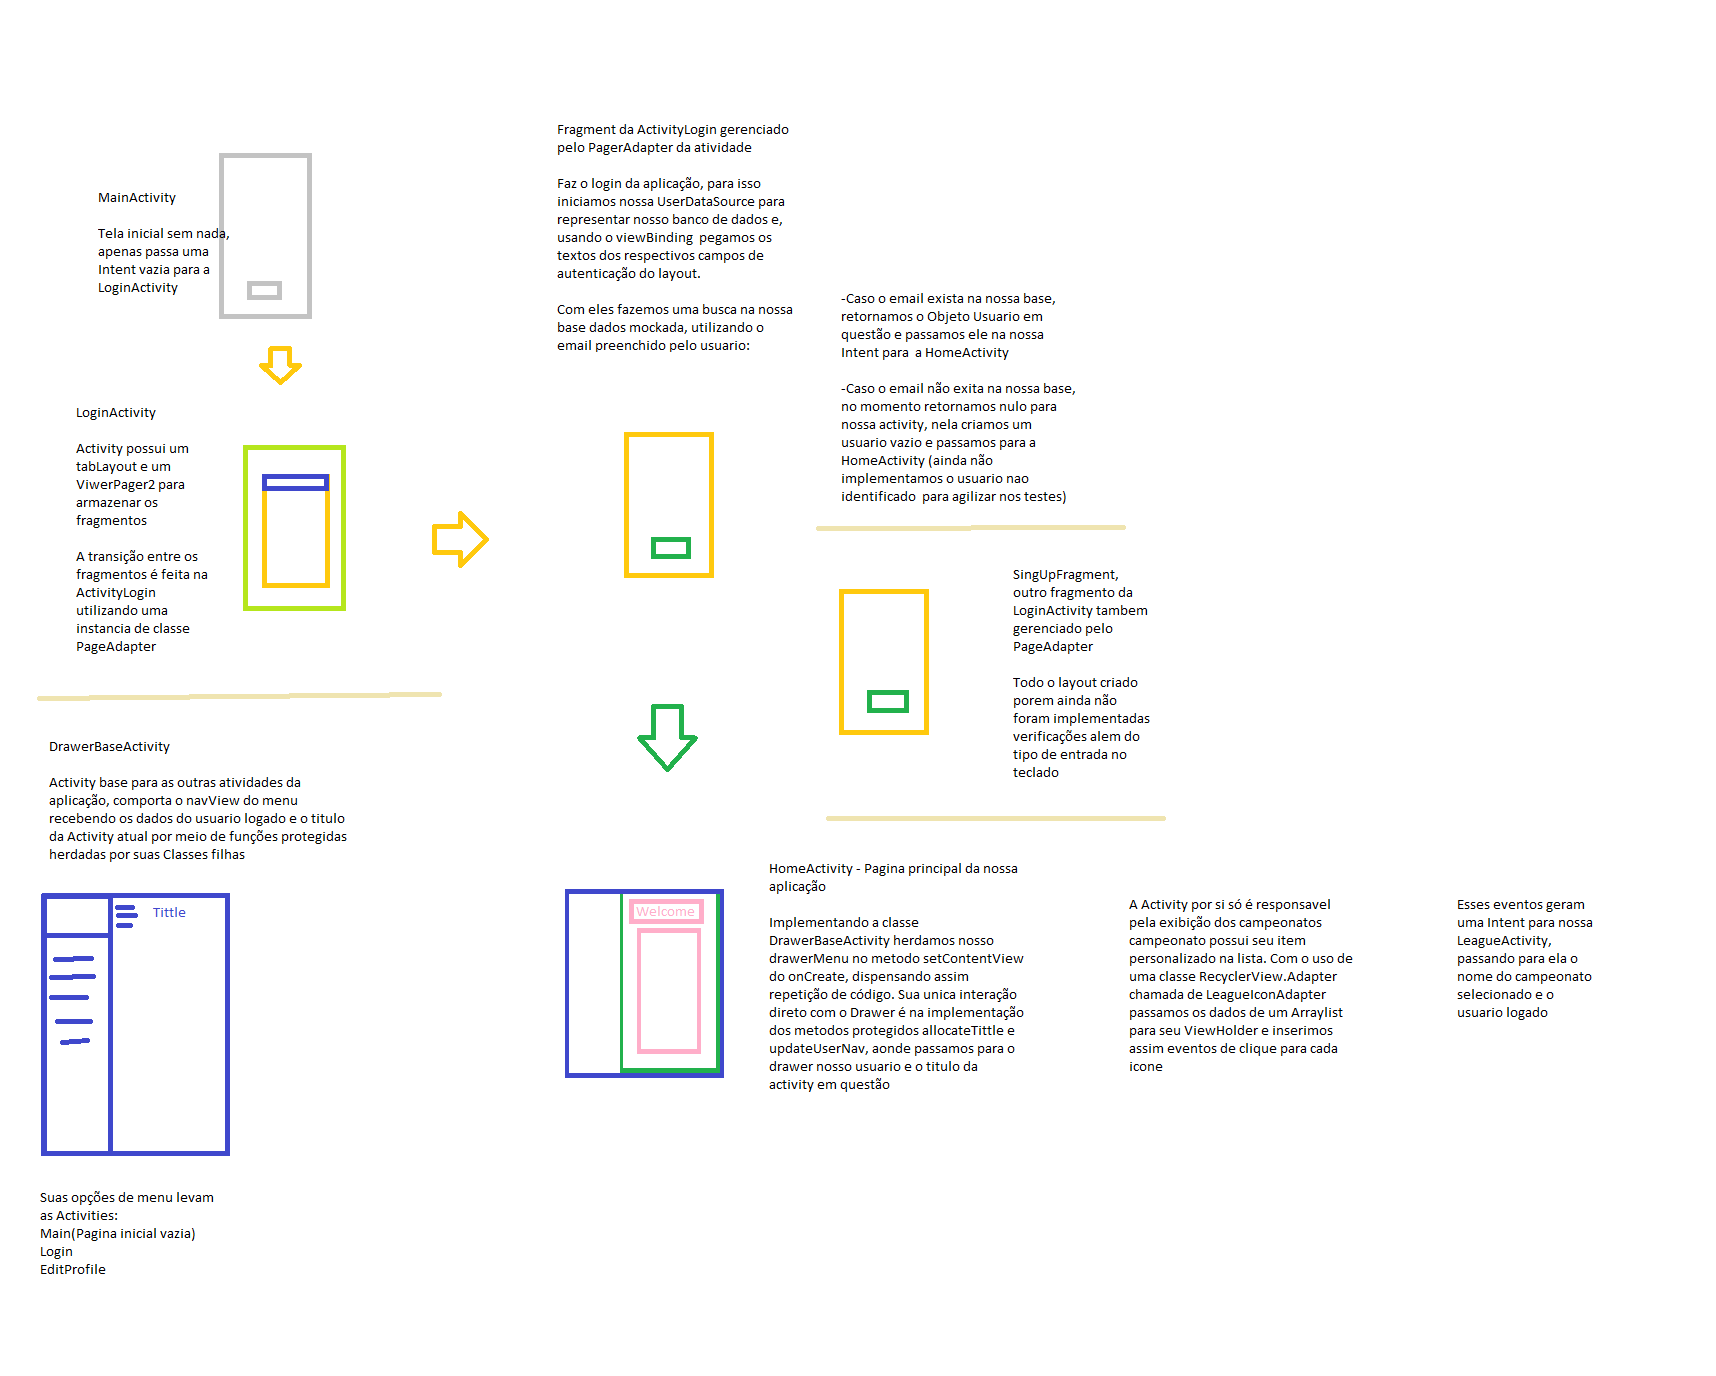 MainActivity
Tela inicial sem nada,
apenas passa uma
Intent vazia para a
LoginActivity
LoginActivity
Activity possui um
tabLayout e um
ViwerPager2 para
armazenar os
fragmentos
A transição entre os
fragmentos é feita na
ActivityLogin
utilizando uma
instancia de classe
PageAdapter
Fragment da ActivityLogin gerenciado
pelo PagerAdapter da atividade
Faz o login da aplicação, para isso
iniciamos nossa UserDataSource para
representar nosso banco de dados e,
usando o viewBinding  pegamos os
textos dos respectivos campos de
autenticação do layout.
Com eles fazemos uma busca na nossa
base dados mockada, utilizando o
email preenchido pelo usuario:
-Caso o email exista na nossa base,
retornamos o Objeto Usuario em
questão e passamos ele na nossa
Intent para  a HomeActivity
-Caso o email não exita na nossa base,
no momento retornamos nulo para
nossa activity, nela criamos um
usuario vazio e passamos para a
HomeActivity (ainda não
implementamos o usuario nao
identificado  para agilizar nos testes)
SingUpFragment,
outro fragmento da
LoginActivity tambem
gerenciado pelo
PageAdapter
Todo o layout criado
porem ainda não
foram implementadas
verificações alem do
tipo de entrada no
teclado
DrawerBaseActivity
Activity base para as outras atividades da
aplicação, comporta o navView do menu
recebendo os dados do usuario logado e o titulo
da Activity atual por meio de funções protegidas
herdadas por suas Classes filhas
Tittle
Suas opções de menu levam
as Activities:
Main(Pagina inicial vazia)
Login
EditProfile
Welcome
HomeActivity - Pagina principal da nossa
aplicação
Implementando a classe
DrawerBaseActivity herdamos nosso
drawerMenu no metodo setContentView
do onCreate, dispensando assim
repetição de código. Sua unica interação
direto com o Drawer é na implementação
dos metodos protegidos allocateTittle e
updateUserNav, aonde passamos para o
drawer nosso usuario e o titulo da
activity em questão
A Activity por si só é responsavel
pela exibição dos campeonatos
campeonato possui seu item
personalizado na lista. Com o uso de
uma classe RecyclerView.Adapter
chamada de LeagueIconAdapter
passamos os dados de um Arraylist
para seu ViewHolder e inserimos
assim eventos de clique para cada
icone
Esses eventos geram
uma Intent para nossa
LeagueActivity,
passando para ela o
nome do campeonato
selecionado e o
usuario logado